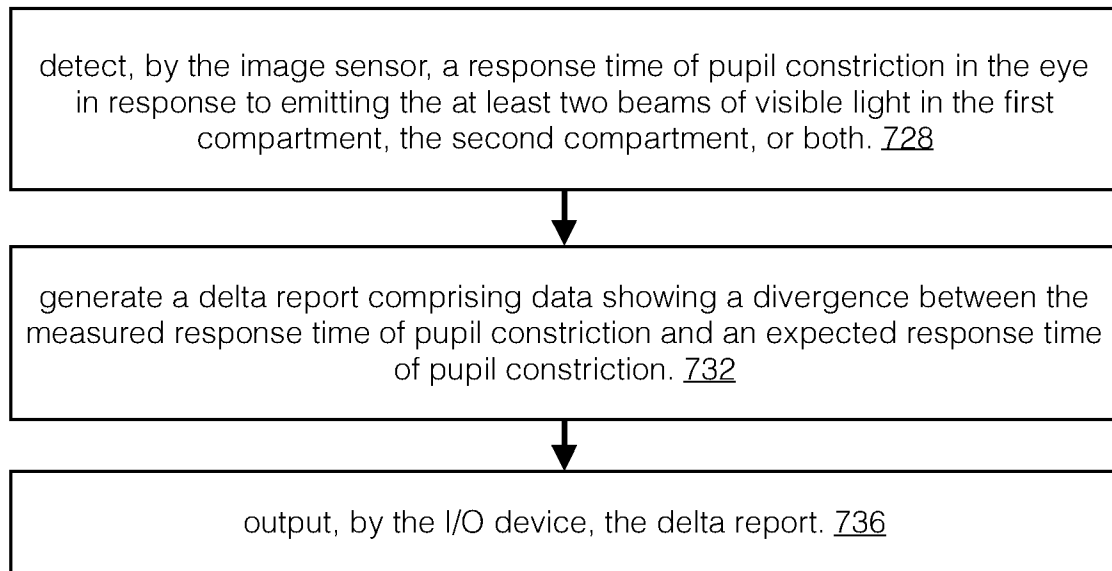 detect, by the image sensor, a response time of pupil constriction in the eye
in response to emitting the at least two beams of visible light in the first
compartment, the second compartment, or both. 728
generate a delta report comprising data showing a divergence between the
measured response time of pupil constriction and an expected response time
of pupil constriction. 732
output, by the I/O device, the delta report. 736